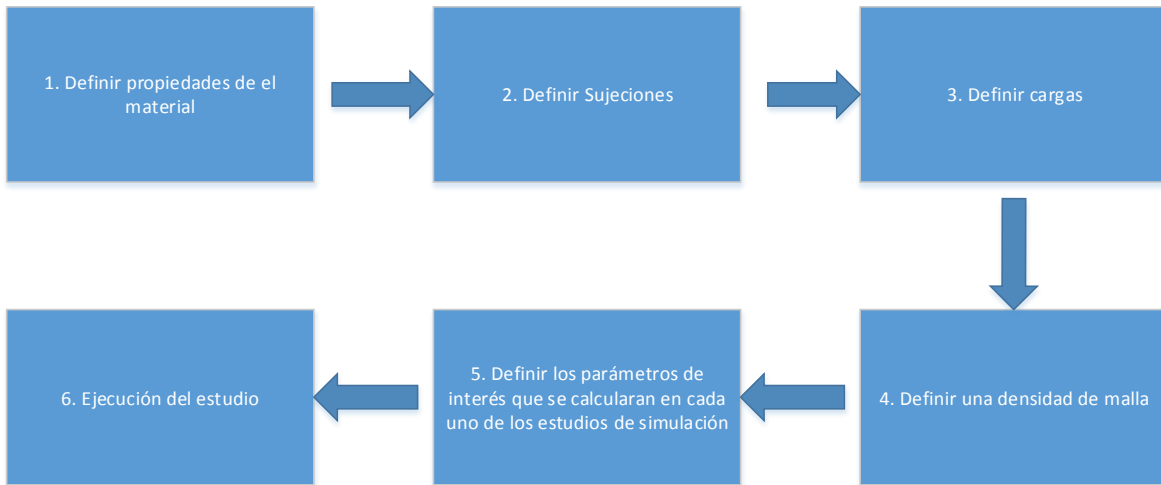 1. Definir propiedades de el
material
2. Definir Sujeciones
3. Definir cargas
4. Definir una densidad de malla
5. Definir los parámetros de
interés que se calcularan en cada
uno de los estudios de simulación
6. Ejecución del estudio